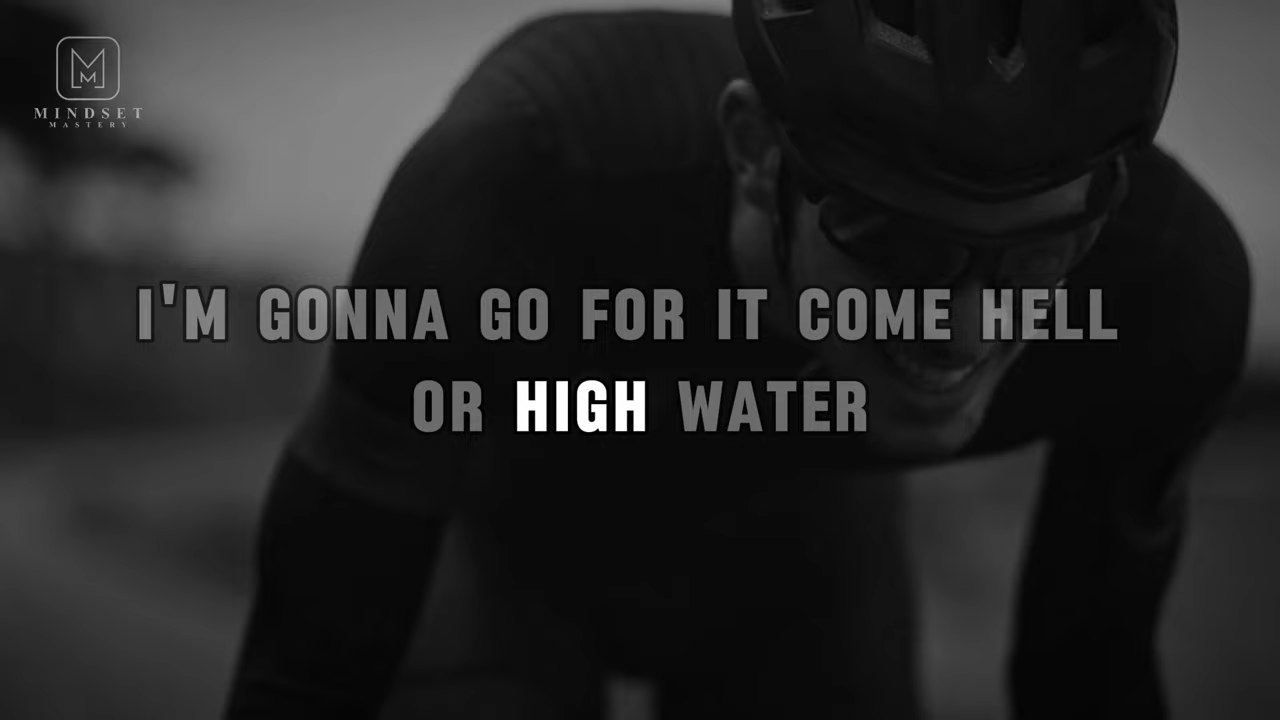 MINDSET
MASTERY
I'M GONNA GO FOR IT COME HELL
OR HIGH WATER